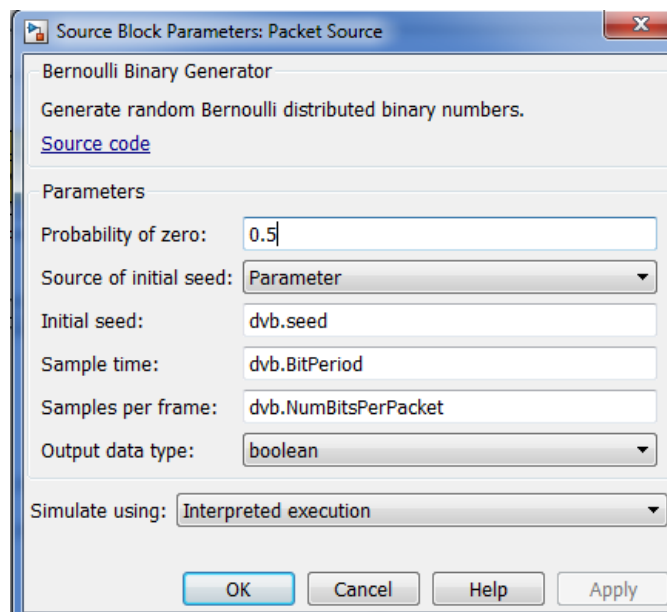 Source Block Parameters: Packet Source
Bernoulli Binary Generator
Generate random Bernoulli distributed binary numbers.
Source code
Parameters
Probability of zero: 0.5
Source of initial seed: Parameter
Initial seed: dvb.seed
Sample time: dvb.BitPeriod
Samples per frame: dvb.NumBitsPerPacket
Output data type: boolean
Simulate using: Interpreted execution
OK Cancel Help Apply